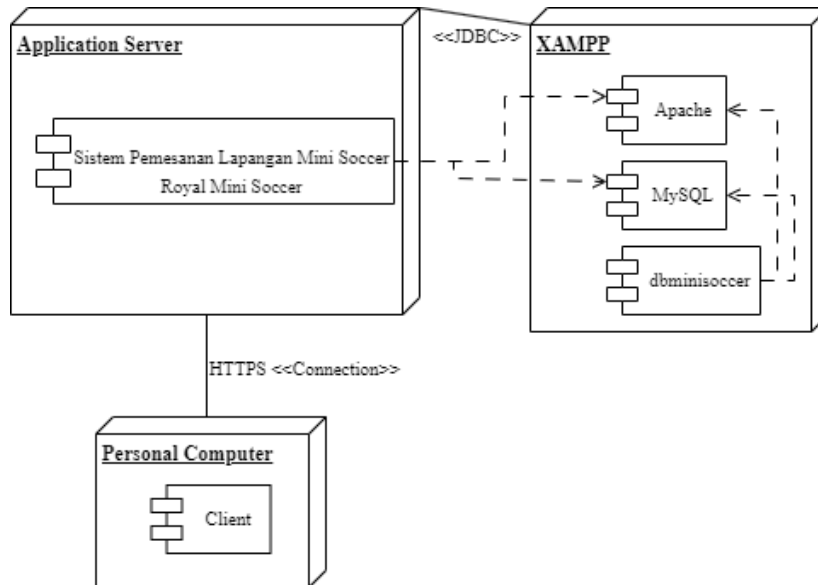 Application Server
<<JDBC>>
XAMPP
Apache
Sistem Pemesanan Lapangan Mini Soccer
Royal Mini Soccer
MySQL
dbminisoccer
HTTPS <<Connection>>
Personal Computer
Client